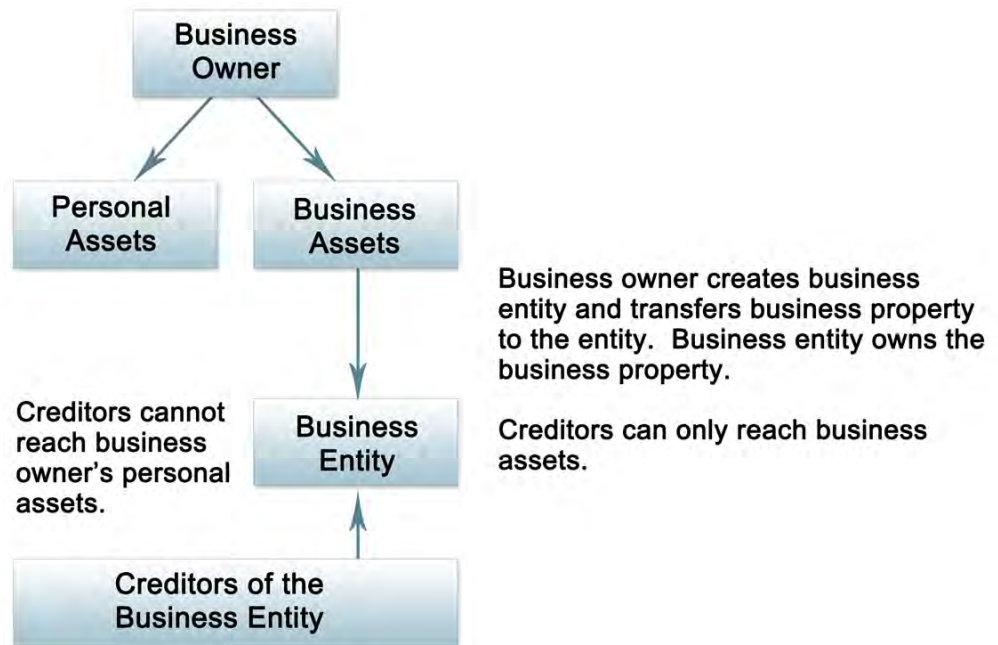 Business
Owner
Personal
Assets
Business
Assets
Business owner creates business
entity and transfers business property
to the entity.  Business entity owns the
business property.
Creditors cannot
reach business
owner's personal
assets.
Business
Entity
Creditors can only reach business
assets.
Creditors of the
Business Entity